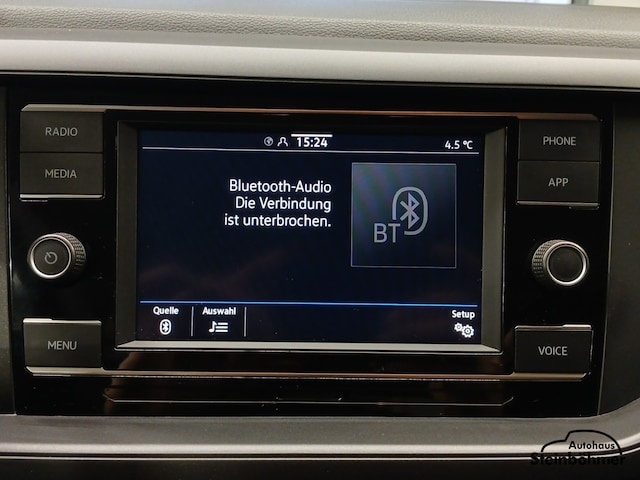 RADIO
MEDIA
MENU
15:24
4.5 °C
Bluetooth-Audio
Die Verbindung
ist unterbrochen.
BT
Quelle
Auswahl
Setup
PHONE
APP
VOICE
Autohaus
Steinböhmer